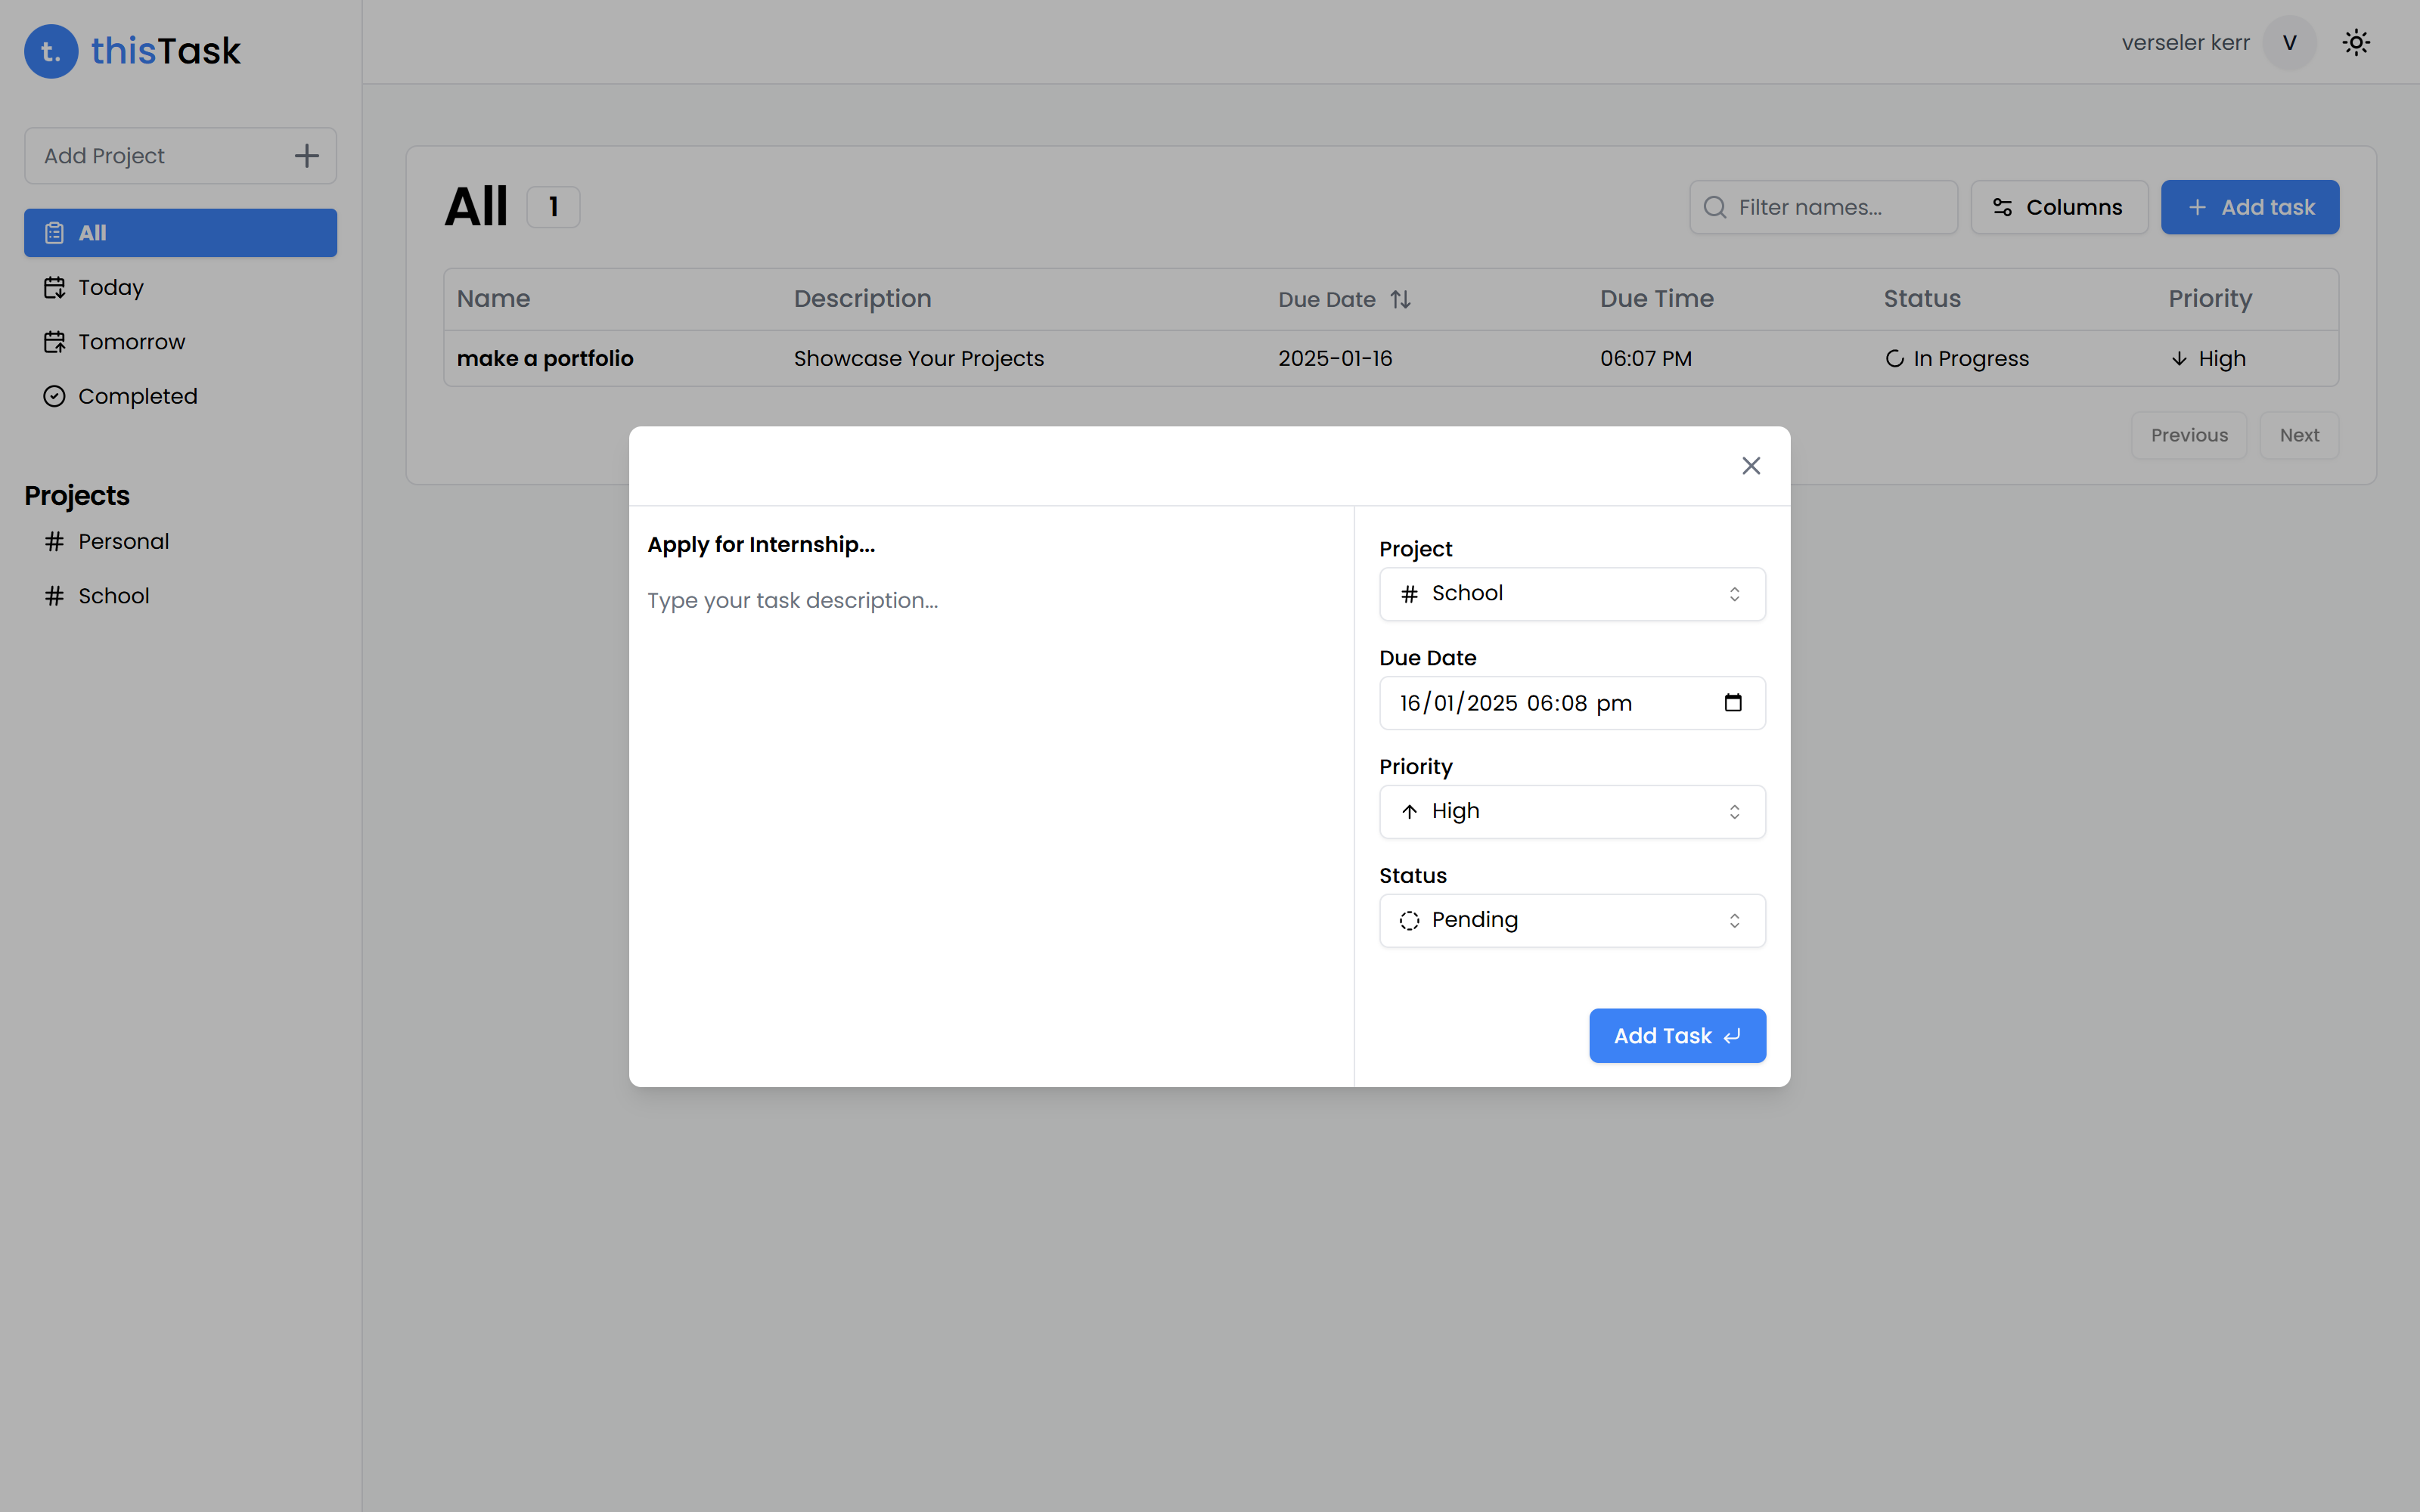 t. thisTask
verseler kerr V
Add Project
All
Today
Tomorrow
Completed
Projects
Personal
School
All 1
Filter names...
Columns
Add task
Name Description Due Date Due Time Status Priority
make a portfolio Showcase Your Projects 2025-01-16 06:07 PM In Progress High
Previous Next
Apply for Internship...
Type your task description...
Project
# School
Due Date
16/01/2025 06:08 pm
Priority
High
Status
Pending
Add Task